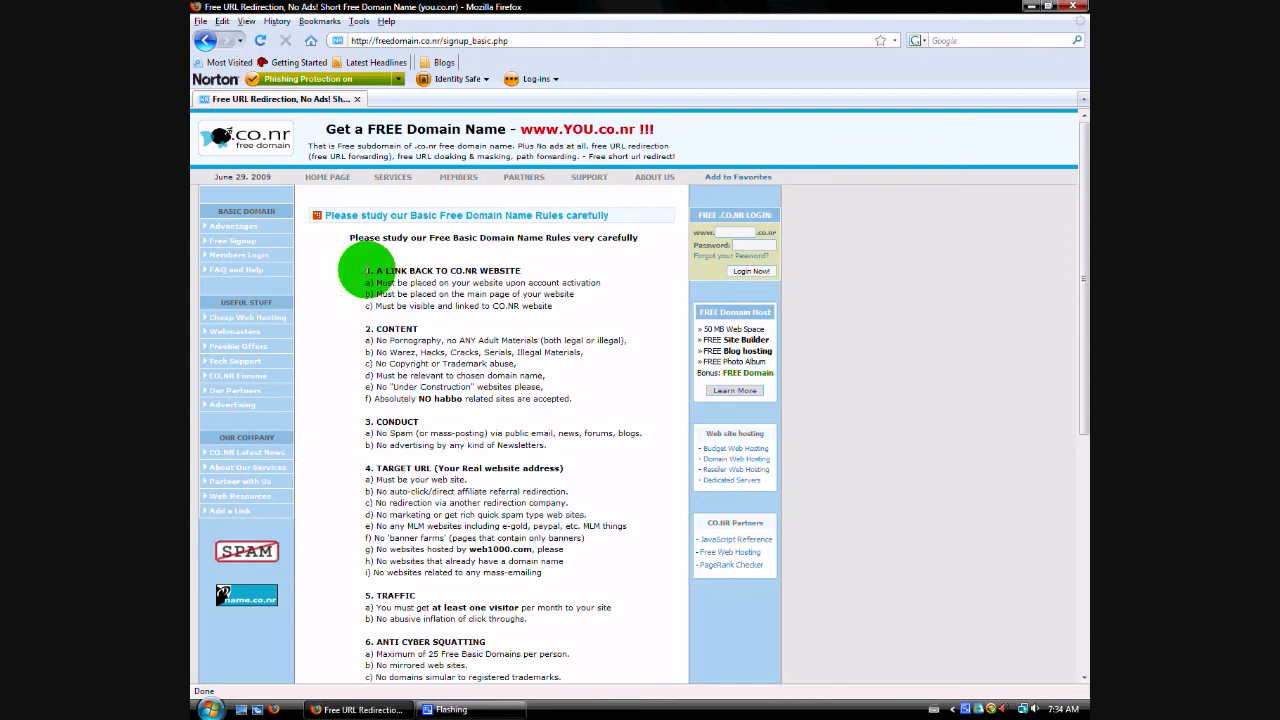 Free URL Redirection, No Ads! Short Free Domain Name (you.co.nr) - Mozilla Firefox
File Edit View History Bookmarks Tools Help
http://freedomain.co.nr/signup_basic.php
Google
Most Visited Getting Started Latest Headlines Blogs
Norton Phishing Protection on Identity Safe Log-ins
Free URL Redirection, No Ads! Sh...
.co.nr
free domain
Get a FREE Domain Name - www.YOU.co.nr !!!
That is Free subdomain of .co.nr free domain name. Plus No ads at all, free URL redirection
(free URL forwarding), free URL cloaking & masking, path forwarding. - Free short url redirect!
June 29, 2009 HOME PAGE SERVICES MEMBERS PARTNERS SUPPORT ABOUT US Add to Favorites
BASIC DOMAIN
Advantages
Free Signup
Members Login
FAQ and Help
USEFUL STUFF
Cheap Web Hosting
Webmasters
Freebie Offers
Tech Support
CO.NR Forums
Our Partners
Advertising
OUR COMPANY
CO.NR Latest News
About Our Services
Partner with Us
Web Resources
Add a Link
SPAM
name.co.nr
Please study our Basic Free Domain Name Rules carefully
Please study our Free Basic Domain Name Rules very carefully
1. A LINK BACK TO CO.NR WEBSITE
a) Must be placed on your website upon account activation
b) Must be placed on the main page of your website
c) Must be visible and linked to CO.NR website
2. CONTENT
a) No Pornography, no ANY Adult Materials (both legal or illegal),
b) No Warez, Hacks, Cracks, Serials, Illegal Materials,
c) No Copyright or Trademark abuse,
d) Must be relevant to chosen domain name,
e) No "Under Construction" websites please,
f) Absolutely NO habbo related sites are accepted.
3. CONDUCT
a) No Spam (or mass-posting) via public email, news, forums, blogs.
b) No advertising by any kind of Newsletters.
4. TARGET URL (Your Real website address)
a) Must be your web site.
b) No auto-click/direct affiliate referral redirection.
c) No redirection via another redirection company.
d) No marketing or get rich quick spam type web sites.
e) No any MLM websites including e-gold, paypal, etc. MLM things
f) No 'banner farms' (pages that contain only banners)
g) No websites hosted by web1000.com, please
h) No websites that already have a domain name
i) No websites related to any mass-emailing
5. TRAFFIC
a) You must get at least one visitor per month to your site
b) No abusive inflation of click throughs.
6. ANTI CYBER SQUATTING
a) Maximum of 25 Free Basic Domains per person.
b) No mirrored web sites.
c) No domains similar to registered trademarks.
FREE .CO.NR LOGIN:
www. .co.nr
Password:
Forgot your Password?
Login Now!
FREE Domain Host
» 50 MB Web Space
» FREE Site Builder
» FREE Blog hosting
» FREE Photo Album
Bonus: FREE Domain
Learn More
Web site hosting
- Budget Web Hosting
- Domain Web Hosting
- Reseller Web Hosting
- Dedicated Servers
CO.NR Partners
- JavaScript Reference
- Free Web Hosting
- PageRank Checker
Done
Free URL Redirectio... Flashing 7:34 AM